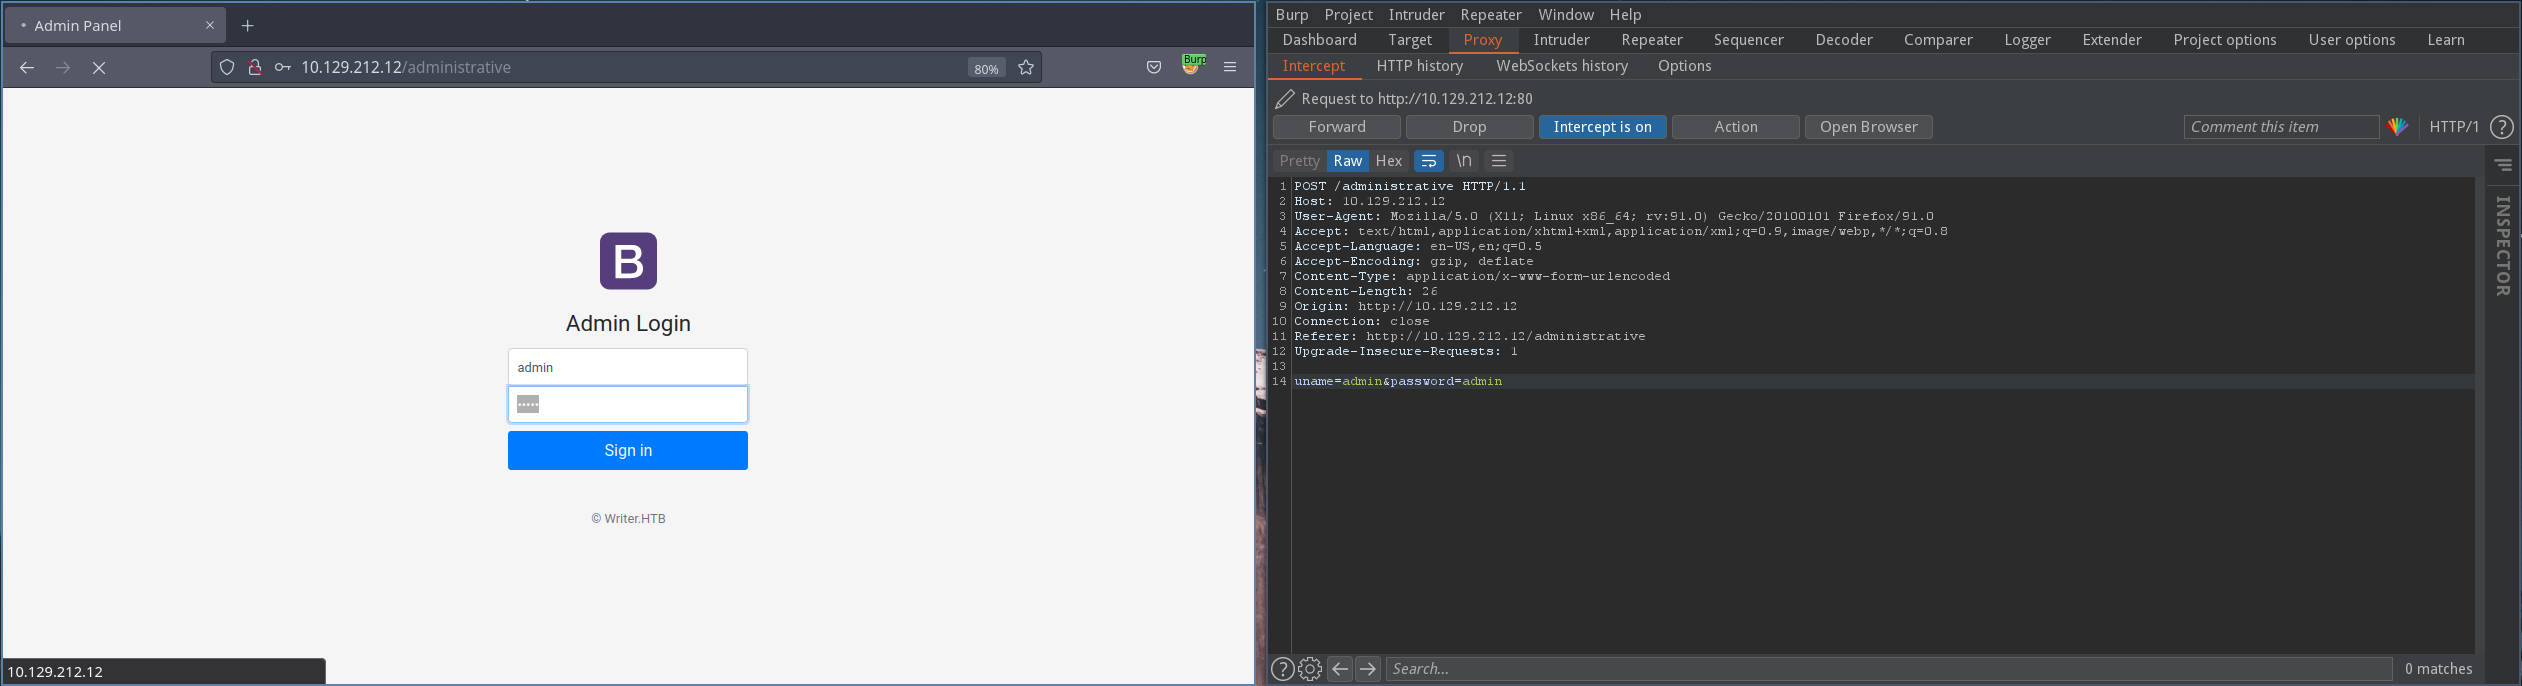 Admin Panel
10.129.212.12/administrative
80%
Burp
B
Admin Login
admin
•••••
Sign in
© Writer.HTB
10.129.212.12
Burp Project Intruder Repeater Window Help
Dashboard Target Proxy Intruder Repeater Sequencer Decoder Comparer Logger Extender Project options User options Learn
Intercept HTTP history WebSockets history Options
Request to http://10.129.212.12:80
Forward Drop Intercept is on Action Open Browser Comment this item HTTP/1 ?
Pretty Raw Hex \n
1 POST /administrative HTTP/1.1
2 Host: 10.129.212.12
3 User-Agent: Mozilla/5.0 (X11; Linux x86_64; rv:91.0) Gecko/20100101 Firefox/91.0
4 Accept: text/html,application/xhtml+xml,application/xml;q=0.9,image/webp,*/*;q=0.8
5 Accept-Language: en-US,en;q=0.5
6 Accept-Encoding: gzip, deflate
7 Content-Type: application/x-www-form-urlencoded
8 Content-Length: 26
9 Origin: http://10.129.212.12
10 Connection: close
11 Referer: http://10.129.212.12/administrative
12 Upgrade-Insecure-Requests: 1
13
14 uname=admin&password=admin
INSPECTOR
? Search... 0 matches